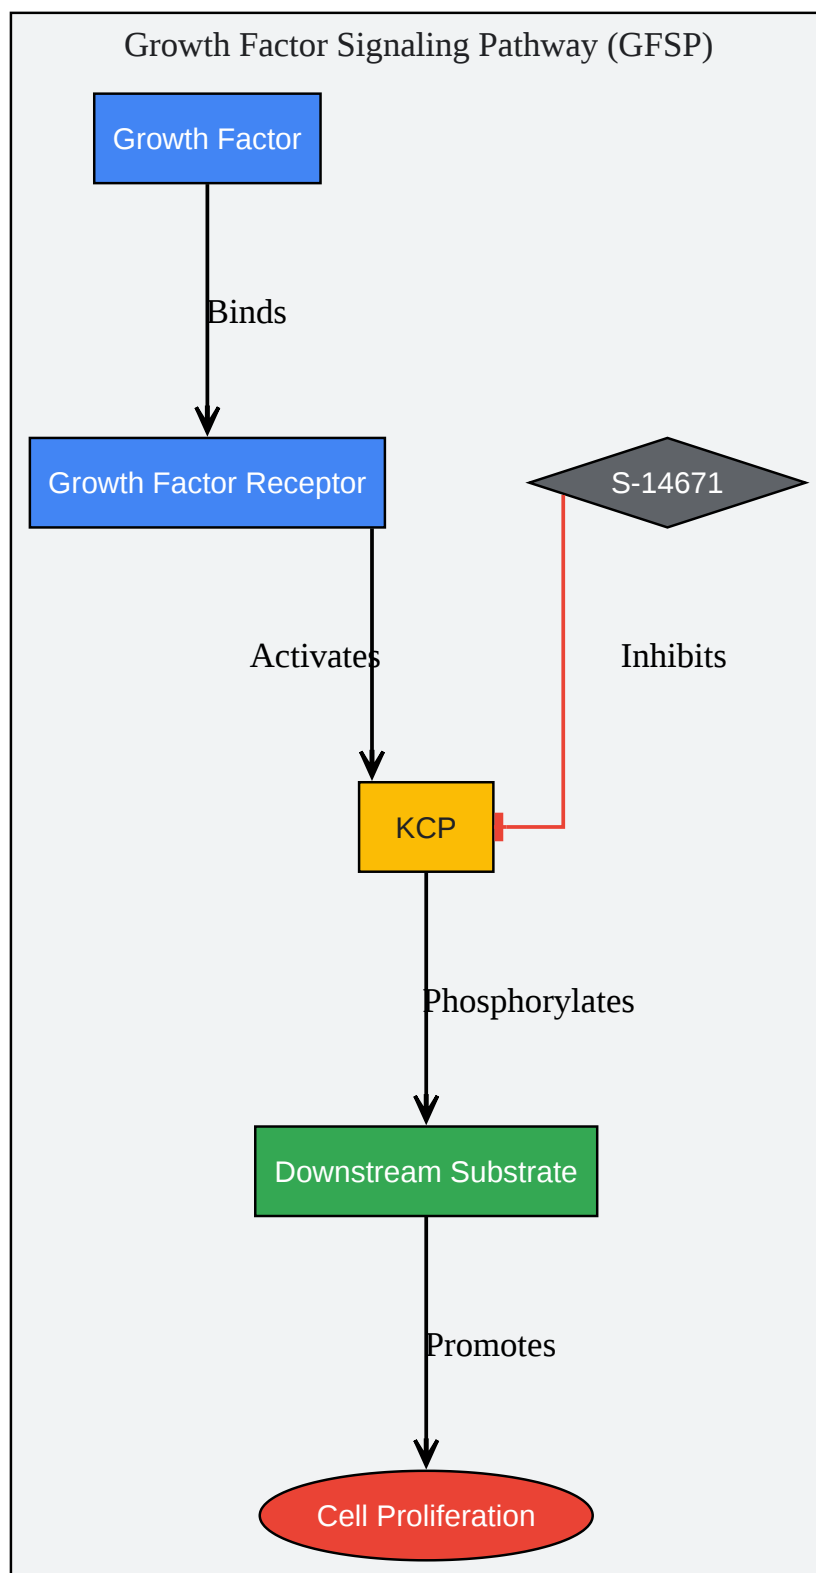 Growth Factor Signaling Pathway (GFSP)
Growth Factor
Binds
Growth Factor Receptor
S-14671
Activates
Inhibits
KCP
Phosphorylates
Downstream Substrate
Promotes
Cell Proliferation